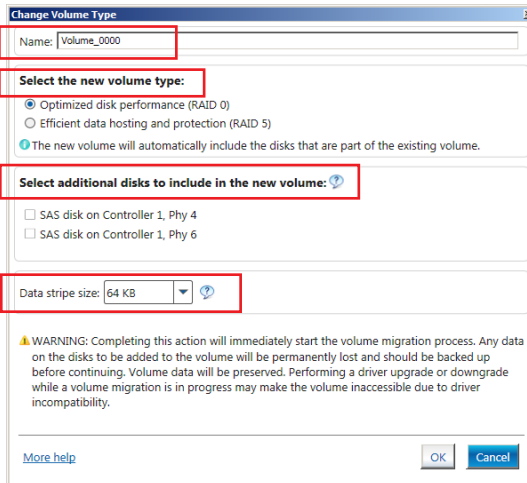 Change Volume Type
Name: Volume_0000
Select the new volume type:
Optimized disk performance (RAID 0)
Efficient data hosting and protection (RAID 5)
The new volume will automatically include the disks that are part of the existing volume.
Select additional disks to include in the new volume:
SAS disk on Controller 1, Phy 4
SAS disk on Controller 1, Phy 6
Data stripe size: 64 KB
WARNING: Completing this action will immediately start the volume migration process. Any data
on the disks to be added to the volume will be permanently lost and should be backed up
before continuing. Volume data will be preserved. Performing a driver upgrade or downgrade
while a volume migration is in progress may make the volume inaccessible due to driver
incompatibility.
More help OK Cancel